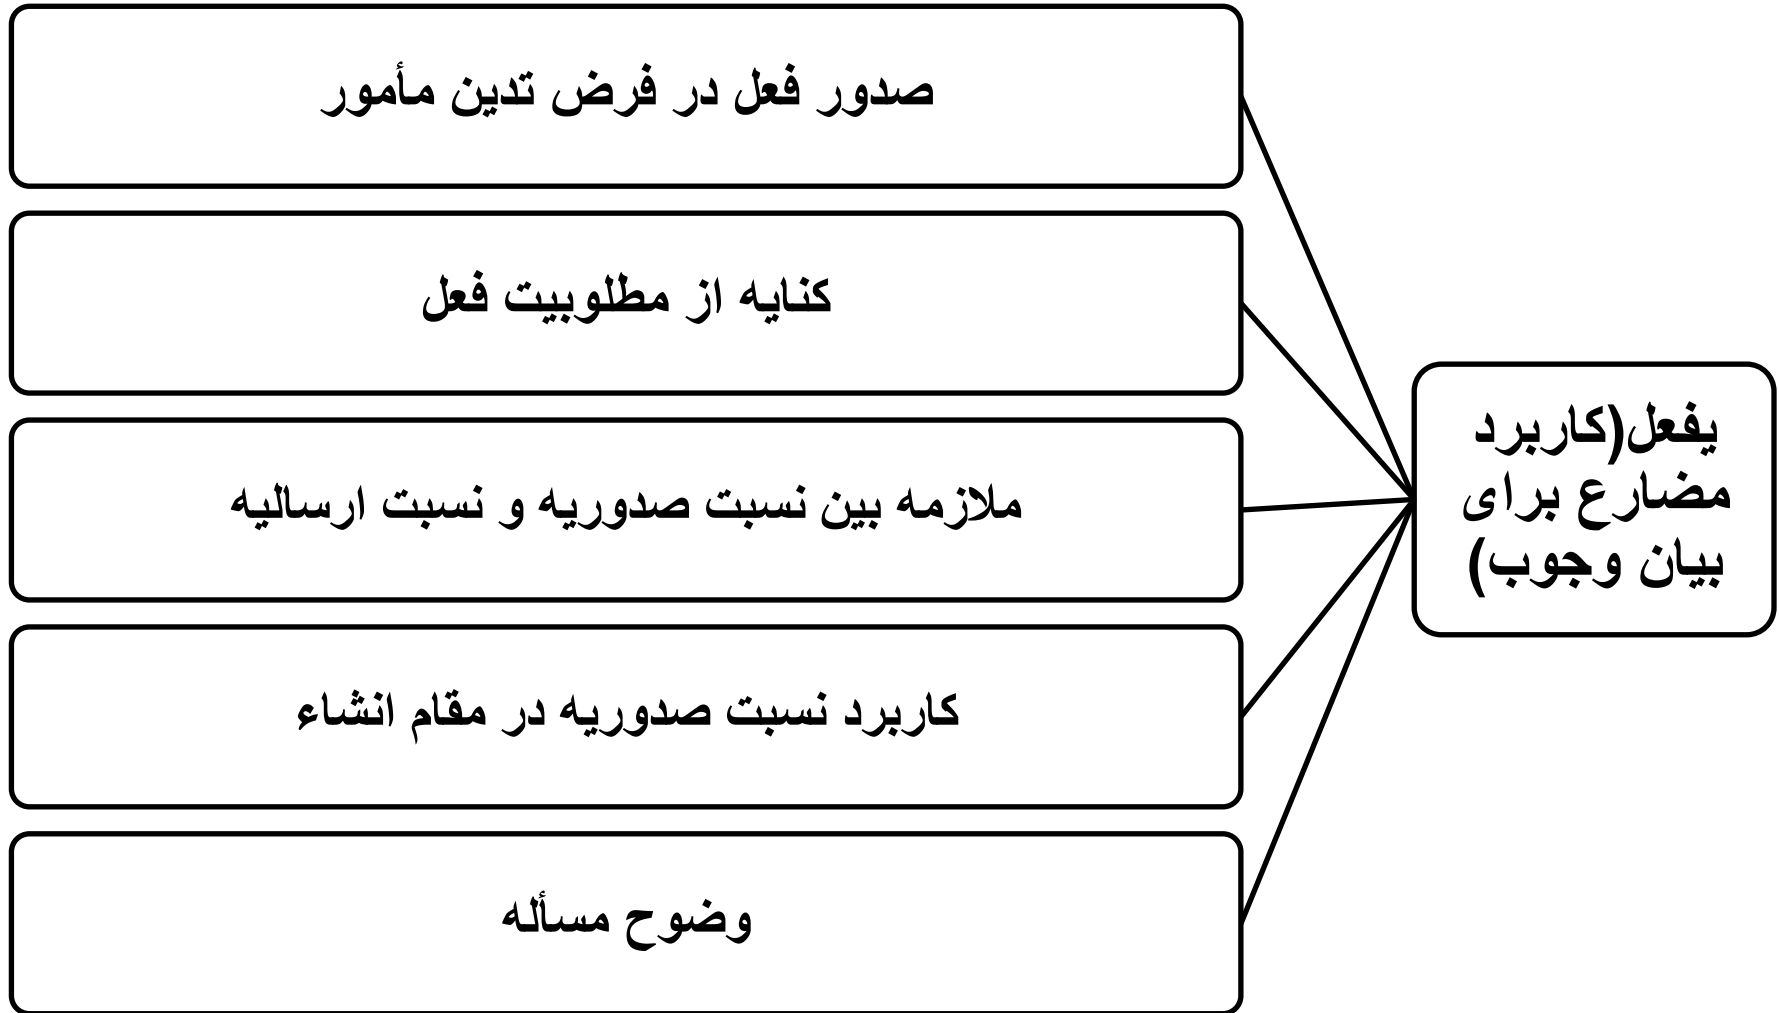 یفعل(کاربرد
مضارع برای
بیان وجوب)
صدور فعل در فرض تدین مأمور
کنایه از مطلوبیت فعل
ملازمه بین نسبت صدوریه و نسبت ارسالیه
کاربرد نسبت صدوریه در مقام انشاء
وضوح مسأله